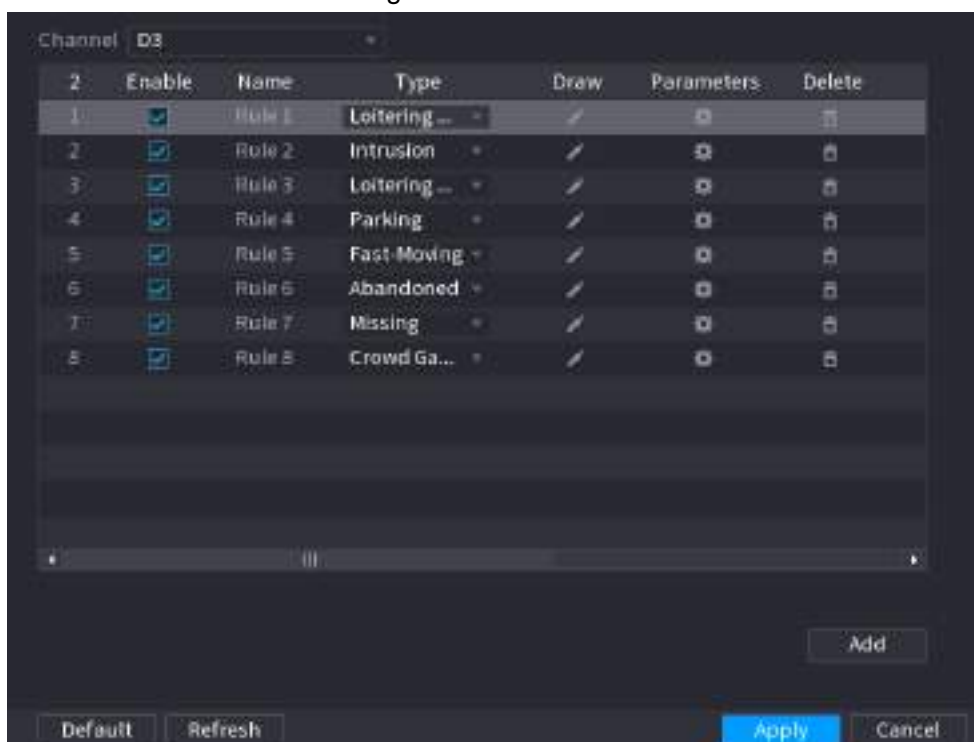 Channel D3
2 Enable Name Type Draw Parameters Delete
1 Rule 1 Loitering ...
2 Rule 2 Intrusion
3 Rule 3 Loitering ...
4 Rule 4 Parking
5 Rule 5 Fast-Moving
6 Rule 6 Abandoned
7 Rule 7 Missing
8 Rule 8 Crowd Ga...
Add
Default Refresh Apply Cancel